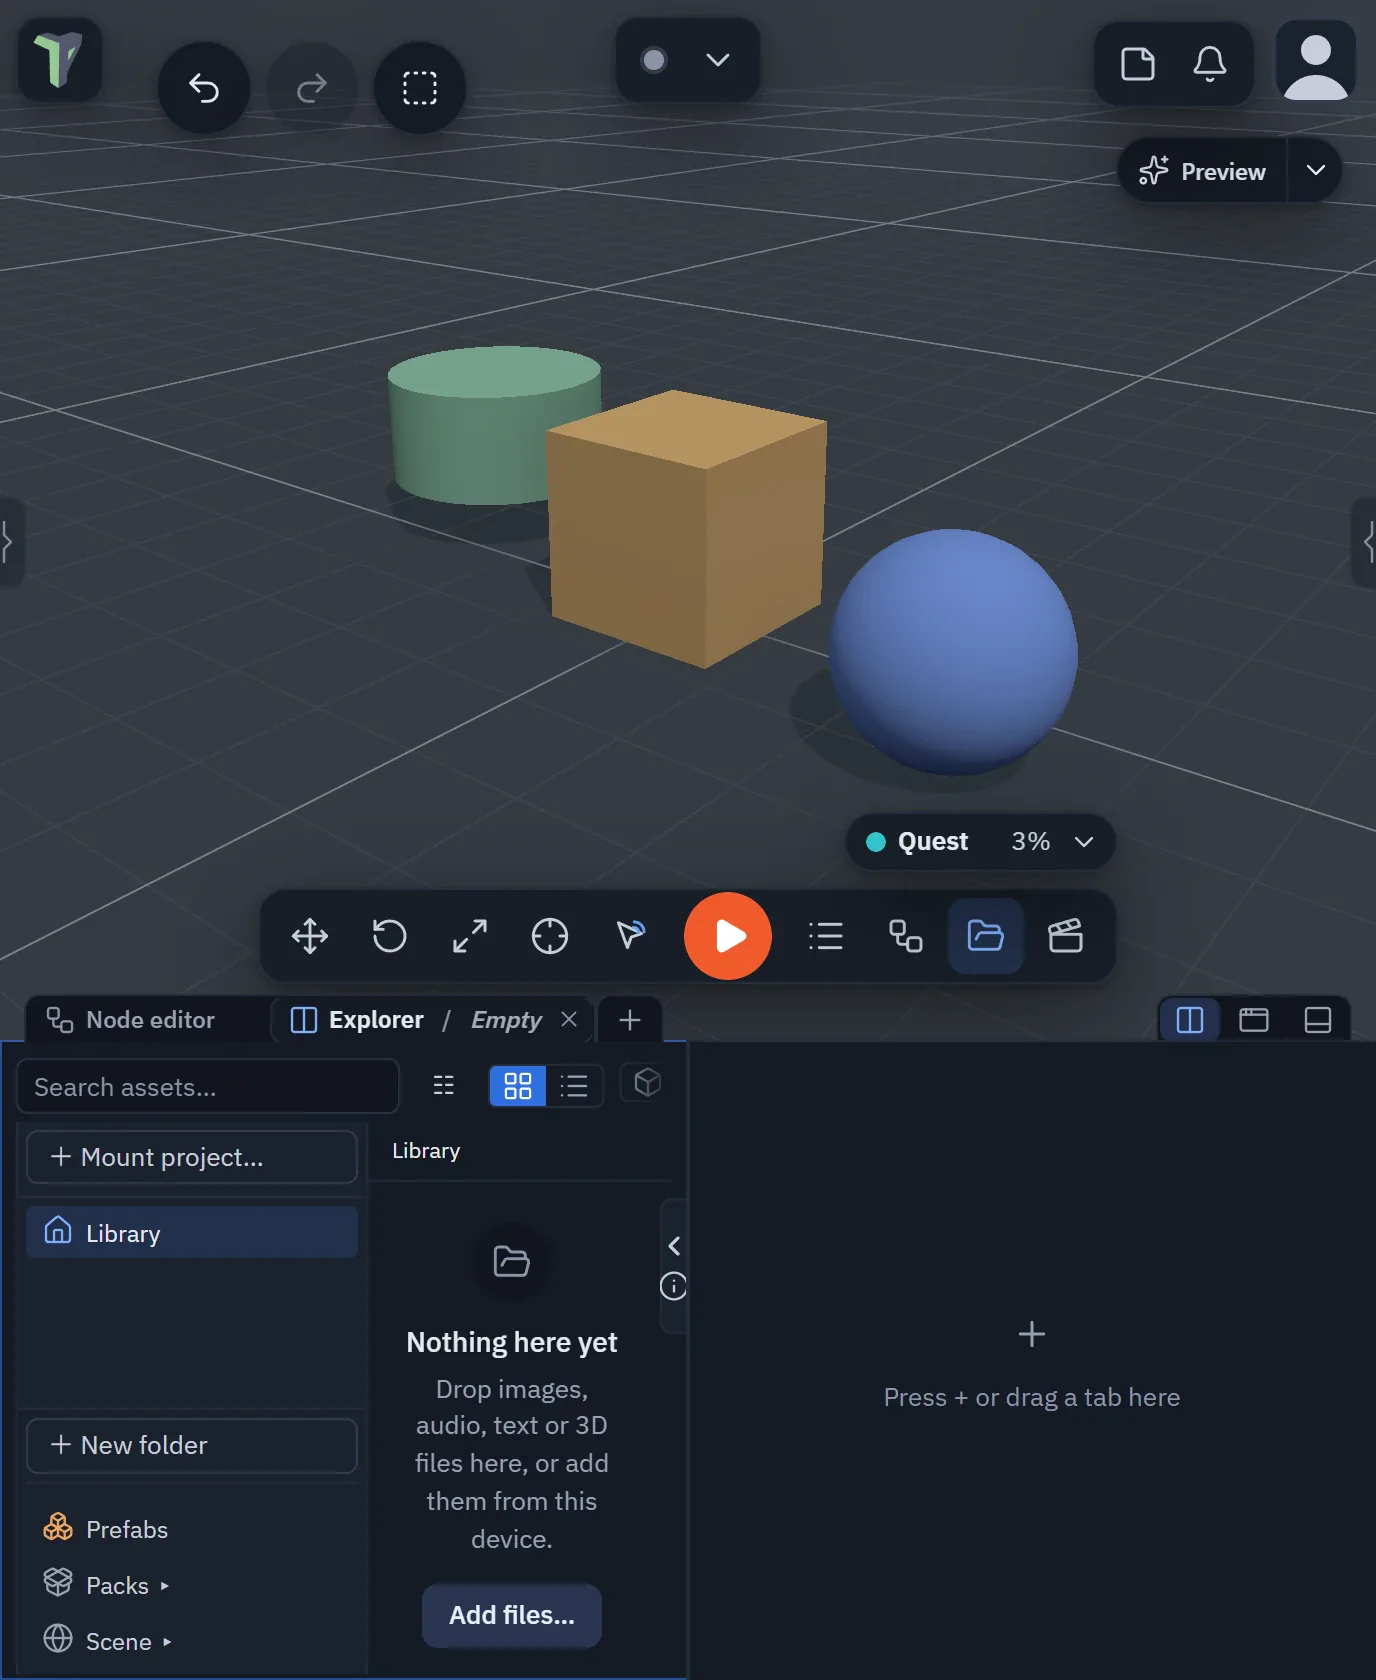 Preview
Quest 3%
Node editor
Explorer / Empty
Search assets...
+ Mount project...
Library
Library
Nothing here yet
Drop images,
audio, text or 3D
files here, or add
them from this
device.
Add files...
+ New folder
Prefabs
Packs
Scene
Press + or drag a tab here